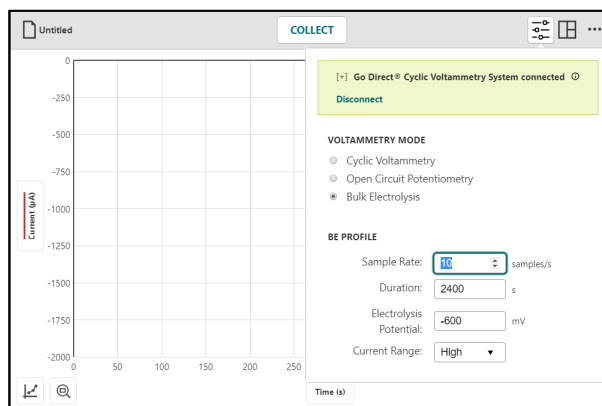 Untitled
COLLECT
0
-250
-500
-750
-1000
-1250
-1500
-1750
-2000
Current (µA)
0 50 100 150 200 250
Time (s)
[+] Go Direct® Cyclic Voltammetry System connected
Disconnect
VOLTAMMETRY MODE
Cyclic Voltammetry
Open Circuit Potentiometry
Bulk Electrolysis
BE PROFILE
Sample Rate: 10 samples/s
Duration: 2400 s
Electrolysis
Potential: -600 mV
Current Range: High